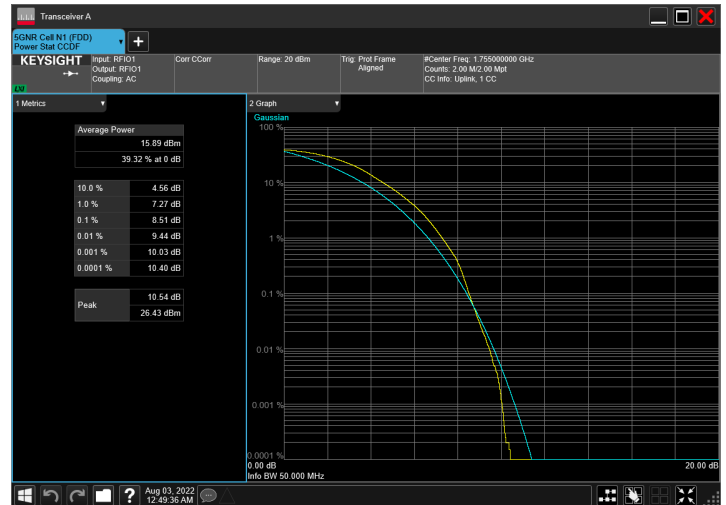 Transceiver A
5GNR Cell N1 (FDD)
Power Stat CCDF
KEYSIGHT
LXI
Input: RFIO1
Output: RFIO1
Coupling: AC
Corr CCorr
Range: 20 dBm
Trig: Prot Frame
Aligned
#Center Freq: 1.755000000 GHz
Counts: 2.00 M/2.00 Mpt
CC Info: Uplink, 1 CC
1 Metrics
Average Power
15.89 dBm
39.32 % at 0 dB
10.0 % 4.56 dB
1.0 % 7.27 dB
0.1 % 8.51 dB
0.01 % 9.44 dB
0.001 % 10.03 dB
0.0001 % 10.40 dB
Peak
10.54 dB
26.43 dBm
2 Graph
Gaussian
100 %
10 %
1 %
0.1 %
0.01 %
0.001 %
0.0001 %
0.00 dB
20.00 dB
Info BW 50.000 MHz
?
Aug 03, 2022
12:49:36 AM